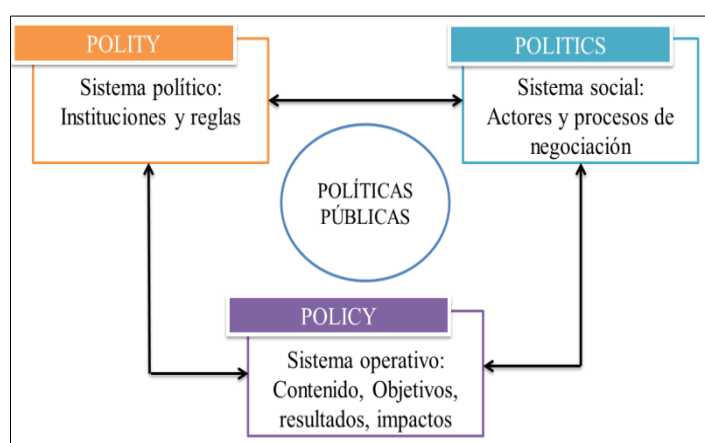 POLITY
Sistema político:
Instituciones y reglas
POLITICS
Sistema social:
Actores y procesos de
negociación
POLÍTICAS
PÚBLICAS
POLICY
Sistema operativo:
Contenido, Objetivos,
resultados, impactos